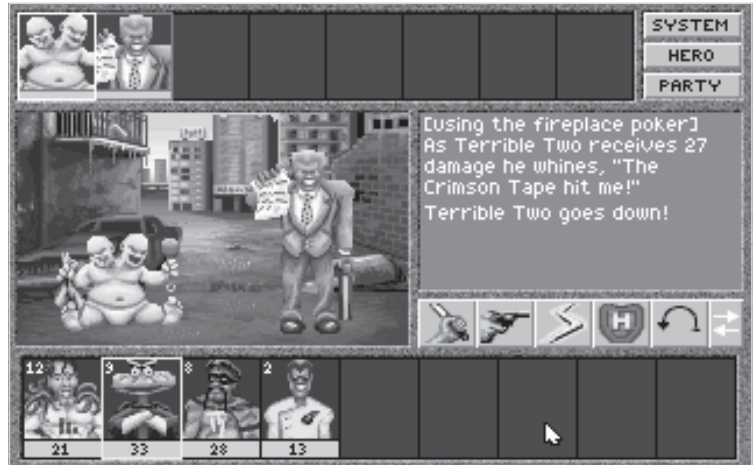 SYSTEM
HERO
PARTY
[using the fireplace poker]
As Terrible Two receives 27
damage he whines, "The
Crimson Tape hit me!"
Terrible Two goes down!
H
12 9 8 2
21 33 28 13